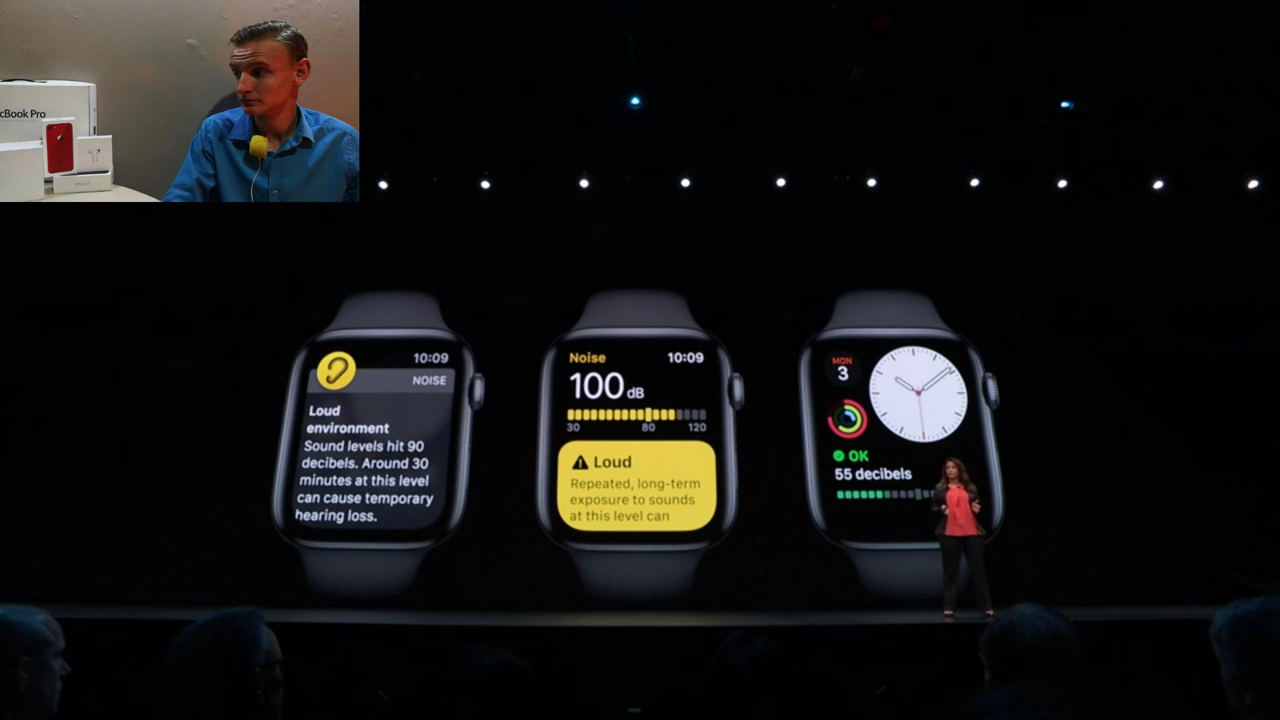 cBook Pro
10:09
NOISE
Loud
environment
Sound levels hit 90
decibels. Around 30
minutes at this level
can cause temporary
hearing loss.
Noise 10:09
100 dB
30 80 120
Loud
Repeated, long-term
exposure to sounds
at this level can
MON
3
OK
55 decibels